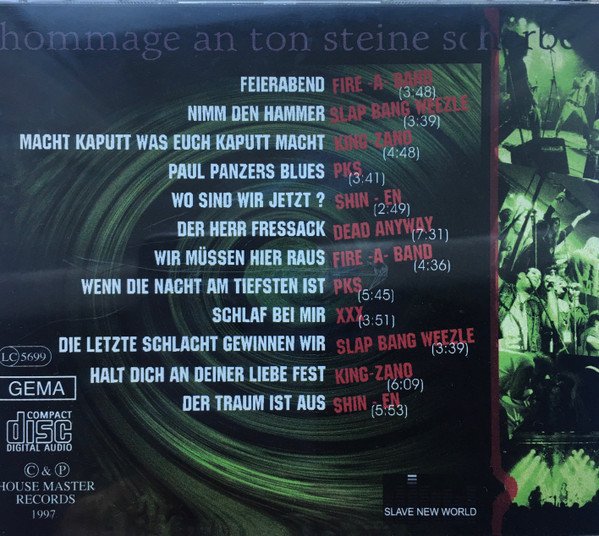 hommage an ton steine scherben
FEIERABEND FIRE -A- BAND (3:48)
NIMM DEN HAMMER SLAP BANG WEEZLE (3:39)
MACHT KAPUTT WAS EUCH KAPUTT MACHT KING-ZAND (4:48)
PAUL PANZERS BLUES PKS (3:41)
WO SIND WIR JETZT ? SHIN - EN (2:49)
DER HERR FRESSACK DEAD ANYWAY (7:31)
WIR MÜSSEN HIER RAUS FIRE -A- BAND (4:36)
WENN DIE NACHT AM TIEFSTEN IST PKS (5:45)
SCHLAF BEI MIR XXX (3:51)
DIE LETZTE SCHLACHT GEWINNEN WIR SLAP BANG WEEZLE (3:39)
HALT DICH AN DEINER LIEBE FEST KING-ZAND (6:09)
DER TRAUM IST AUS SHIN - EN (5:53)
LC 5699
GEMA
COMPACT
disc
DIGITAL AUDIO
© & ℗
HOUSE MASTER
RECORDS
1997
SLAVE NEW WORLD